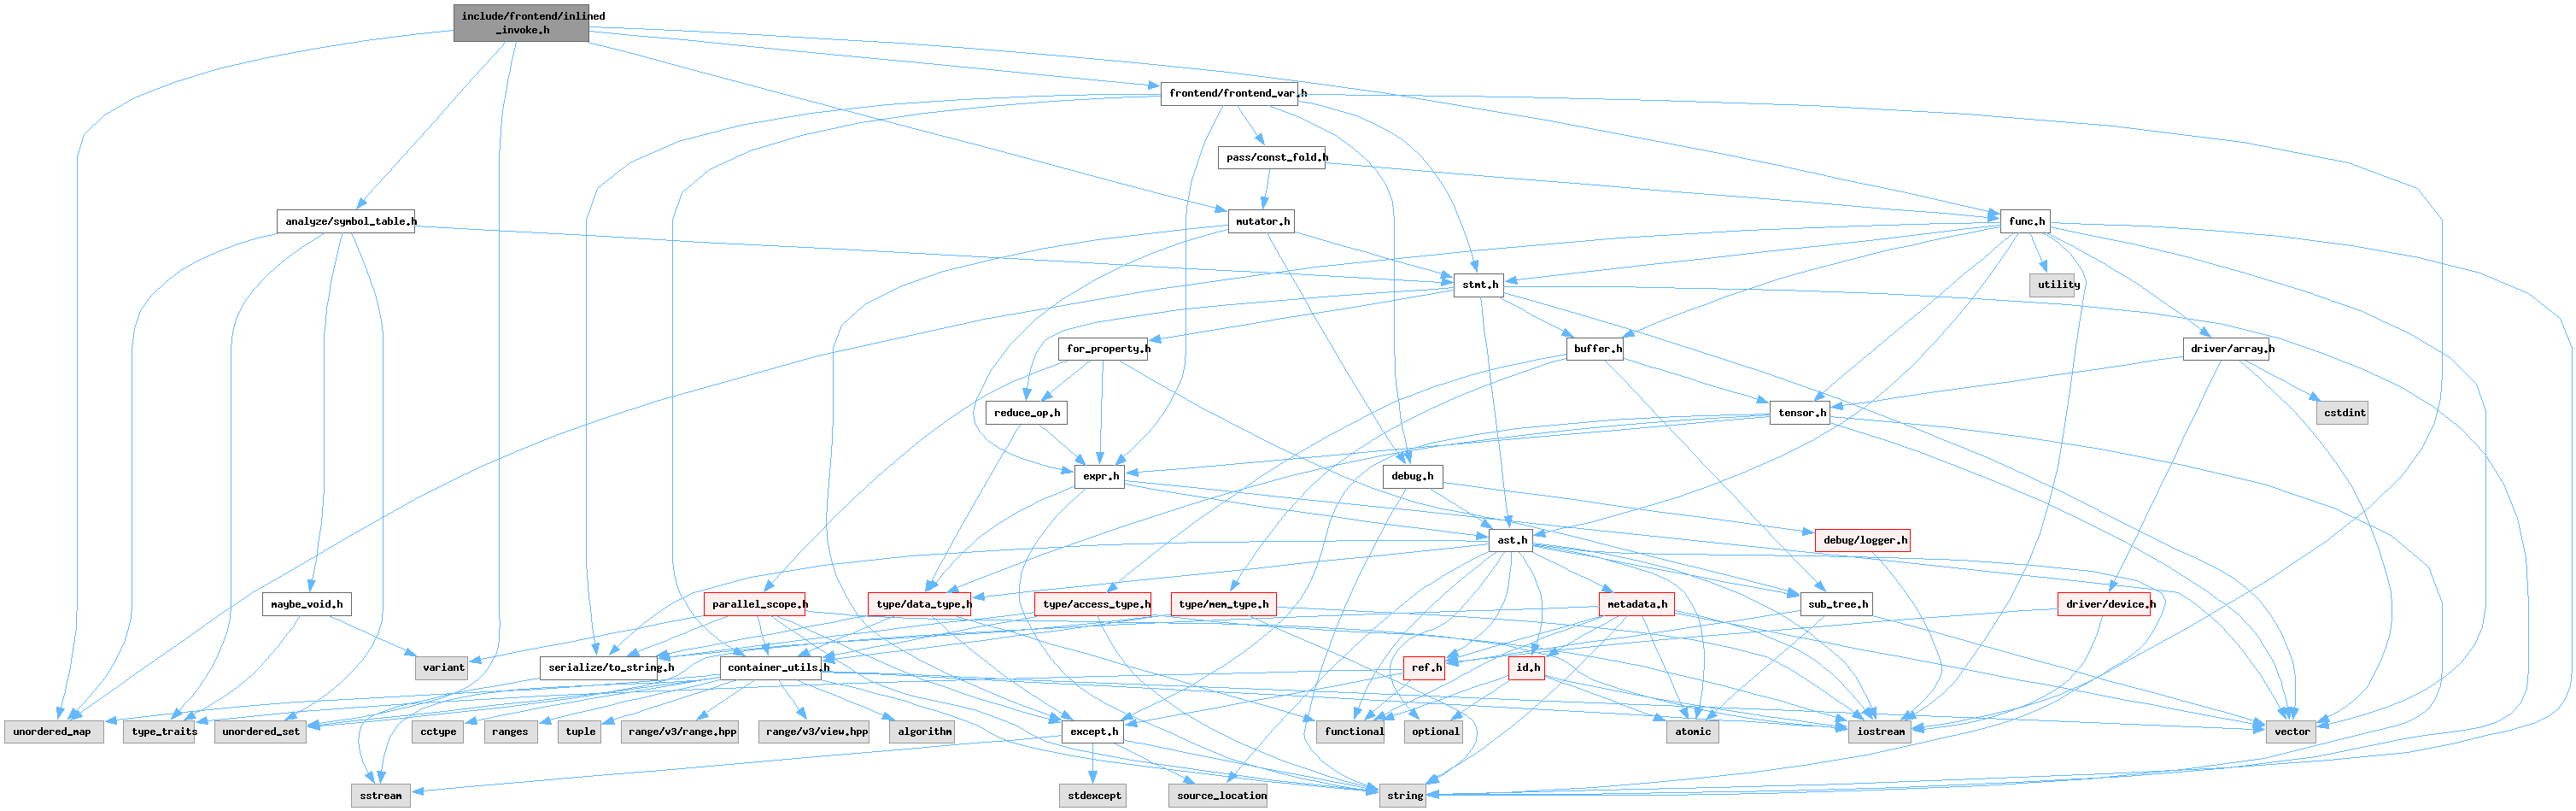 include/frontend/inlined
_invoke.h
frontend/frontend_var.h
pass/const_fold.h
analyze/symbol_table.h
mutator.h
func.h
stmt.h
utility
for_property.h
buffer.h
driver/array.h
reduce_op.h
tensor.h
cstdint
expr.h
debug.h
ast.h
debug/logger.h
maybe_void.h
parallel_scope.h
type/data_type.h
type/access_type.h
type/mem_type.h
metadata.h
sub_tree.h
driver/device.h
variant
serialize/to_string.h
container_utils.h
ref.h
id.h
unordered_map
type_traits
unordered_set
cctype
ranges
tuple
range/v3/range.hpp
range/v3/view.hpp
algorithm
except.h
functional
optional
atomic
iostream
vector
sstream
stdexcept
source_location
string